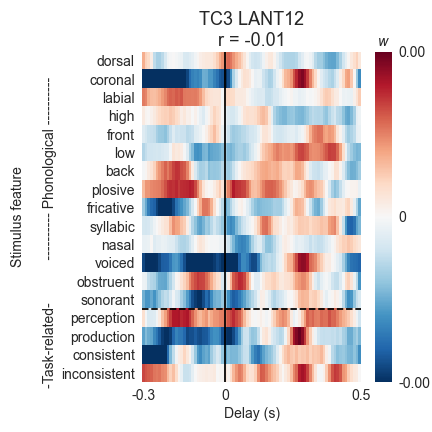 TC3 LANT12
r = -0.01
w
dorsal
coronal
labial
high
front
low
back
plosive
fricative
syllabic
nasal
voiced
obstruent
sonorant
perception
production
consistent
inconsistent
Stimulus feature
-Task-related- ---------- Phonological ----------
0.00
0
-0.00
-0.3 0 0.5
Delay (s)